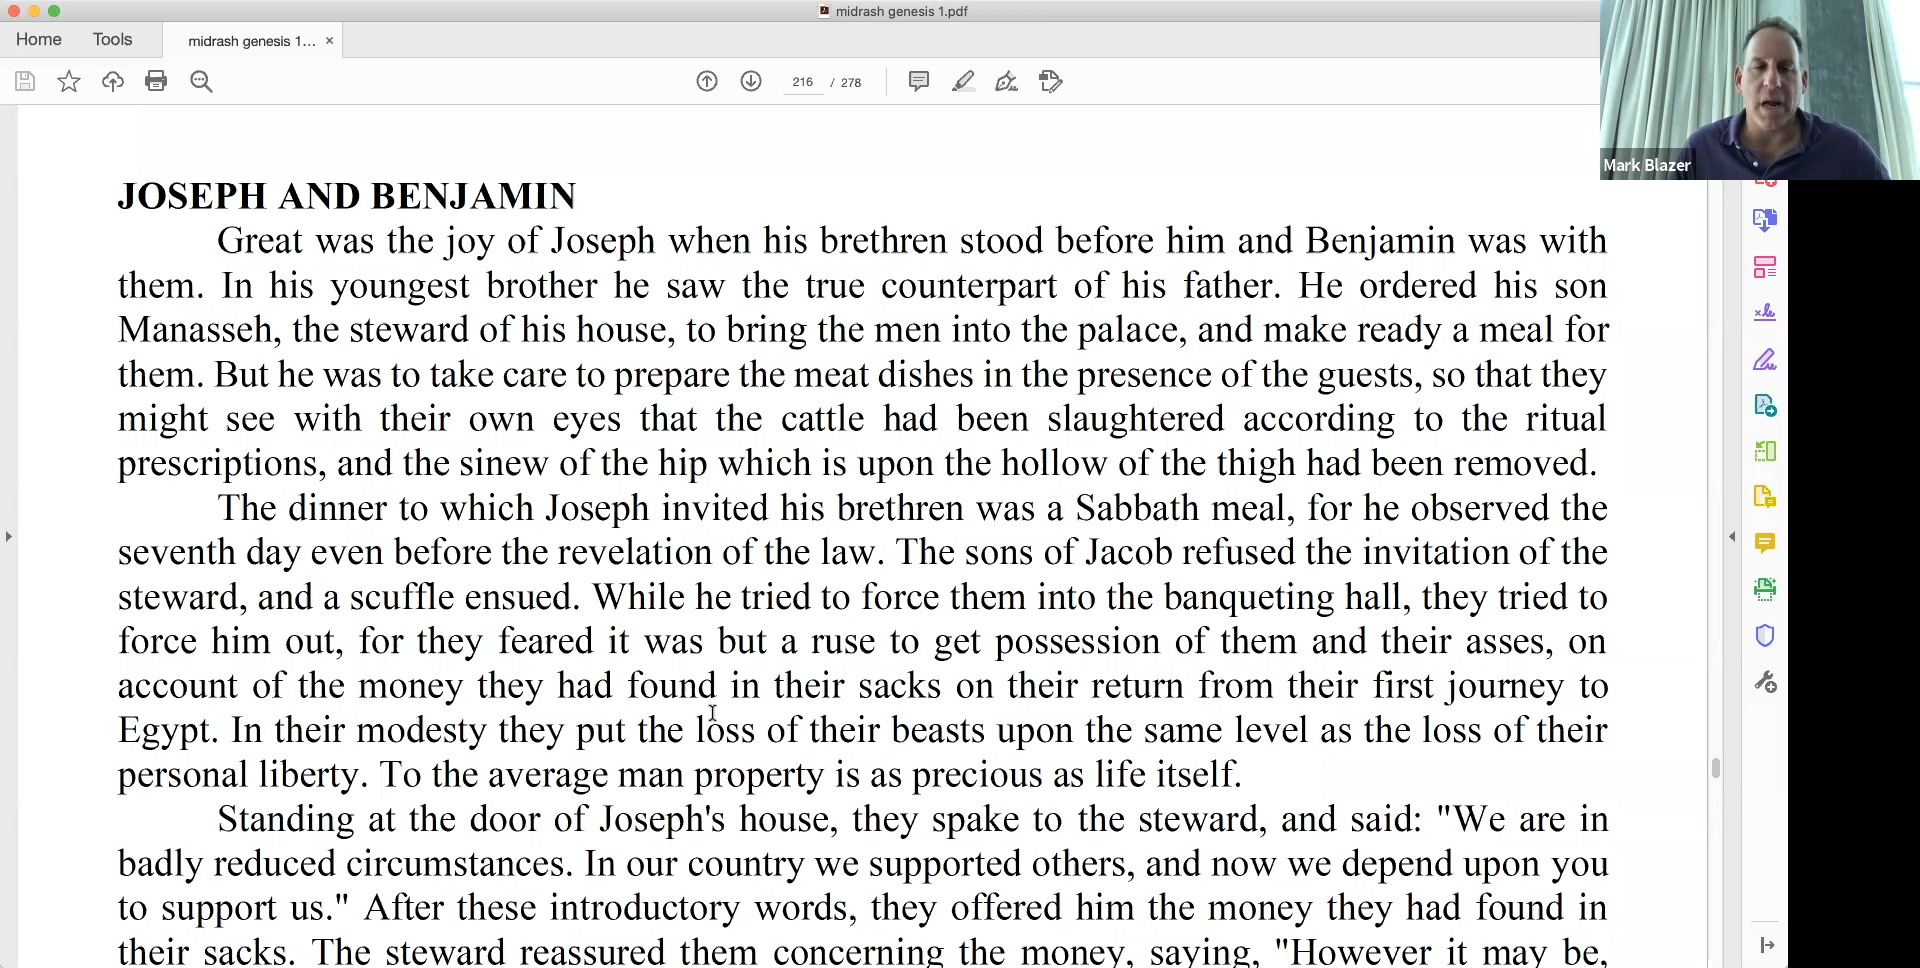 midrash genesis 1.pdf
Home
Tools
midrash genesis 1...
216 / 278
Mark Blazer
JOSEPH AND BENJAMIN
Great was the joy of Joseph when his brethren stood before him and Benjamin was with
them. In his youngest brother he saw the true counterpart of his father. He ordered his son
Manasseh, the steward of his house, to bring the men into the palace, and make ready a meal for
them. But he was to take care to prepare the meat dishes in the presence of the guests, so that they
might see with their own eyes that the cattle had been slaughtered according to the ritual
prescriptions, and the sinew of the hip which is upon the hollow of the thigh had been removed.
The dinner to which Joseph invited his brethren was a Sabbath meal, for he observed the
seventh day even before the revelation of the law. The sons of Jacob refused the invitation of the
steward, and a scuffle ensued. While he tried to force them into the banqueting hall, they tried to
force him out, for they feared it was but a ruse to get possession of them and their asses, on
account of the money they had found in their sacks on their return from their first journey to
Egypt. In their modesty they put the loss of their beasts upon the same level as the loss of their
personal liberty. To the average man property is as precious as life itself.
Standing at the door of Joseph's house, they spake to the steward, and said: "We are in
badly reduced circumstances. In our country we supported others, and now we depend upon you
to support us." After these introductory words, they offered him the money they had found in
their sacks. The steward reassured them concerning the money, saying, "However it may be,